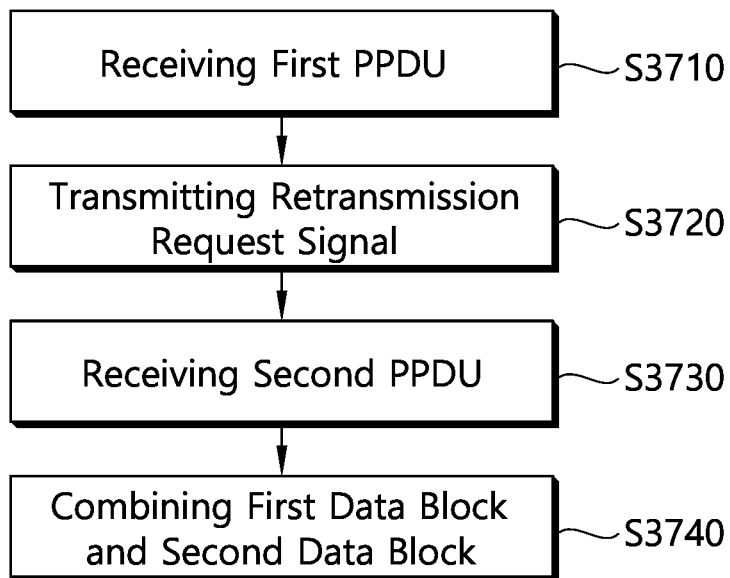 Receiving First PPDU
S3710
Transmitting Retransmission
Request Signal
S3720
Receiving Second PPDU
S3730
Combining First Data Block
and Second Data Block
S3740